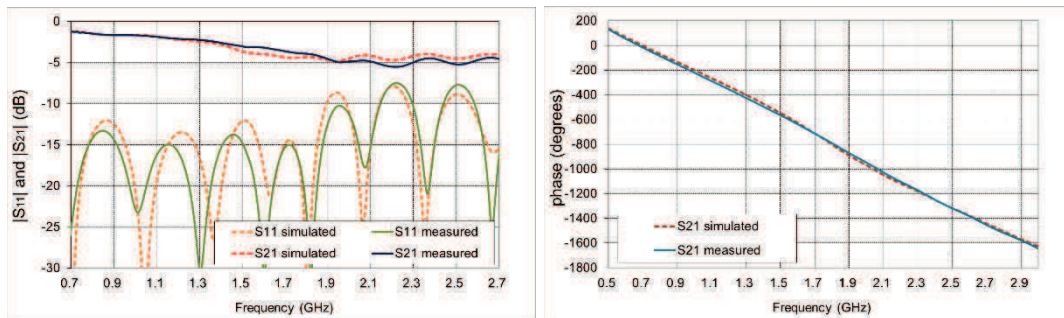 |S11| and |S21| (dB)
0
-5
-10
-15
-20
-25
-30
S11 simulated
S11 measured
S21 simulated
S21 measured
0.7 0.9 1.1 1.3 1.5 1.7 1.9 2.1 2.3 2.5 2.7
Frequency (GHz)
phase (degrees)
200
0
-200
-400
-600
-800
-1000
-1200
-1400
-1600
-1800
S21 simulated
S21 measured
0.5 0.7 0.9 1.1 1.3 1.5 1.7 1.9 2.1 2.3 2.5 2.7 2.9
Frequency (GHz)